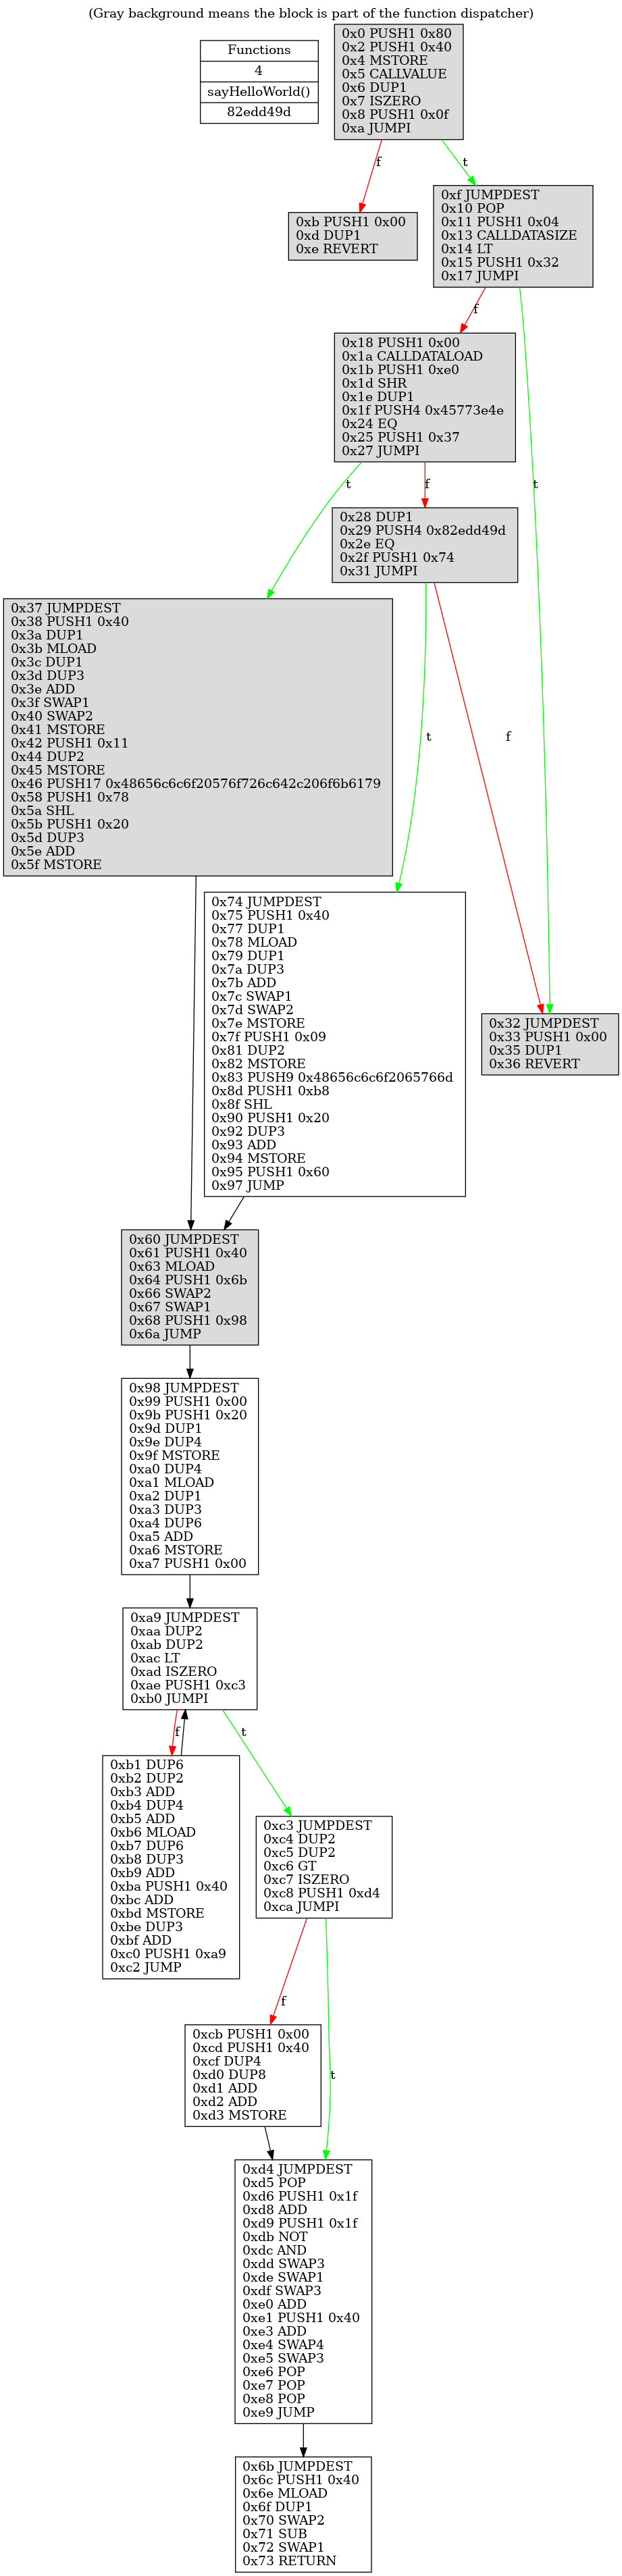 (Gray background means the block is part of the function dispatcher)
Functions
4
sayHelloWorld()
82edd49d
0x0 PUSH1 0x80
0x2 PUSH1 0x40
0x4 MSTORE
0x5 CALLVALUE
0x6 DUP1
0x7 ISZERO
0x8 PUSH1 0x0f
0xa JUMPI
f
t
0xb PUSH1 0x00
0xd DUP1
0xe REVERT
0xf JUMPDEST
0x10 POP
0x11 PUSH1 0x04
0x13 CALLDATASIZE
0x14 LT
0x15 PUSH1 0x32
0x17 JUMPI
f
0x18 PUSH1 0x00
0x1a CALLDATALOAD
0x1b PUSH1 0xe0
0x1d SHR
0x1e DUP1
0x1f PUSH4 0x45773e4e
0x24 EQ
0x25 PUSH1 0x37
0x27 JUMPI
t
f
t
0x28 DUP1
0x29 PUSH4 0x82edd49d
0x2e EQ
0x2f PUSH1 0x74
0x31 JUMPI
0x37 JUMPDEST
0x38 PUSH1 0x40
0x3a DUP1
0x3b MLOAD
0x3c DUP1
0x3d DUP3
0x3e ADD
0x3f SWAP1
0x40 SWAP2
0x41 MSTORE
0x42 PUSH1 0x11
0x44 DUP2
0x45 MSTORE
0x46 PUSH17 0x48656c6c6f20576f726c642c206f6b6179
0x58 PUSH1 0x78
0x5a SHL
0x5b PUSH1 0x20
0x5d DUP3
0x5e ADD
0x5f MSTORE
t
f
0x74 JUMPDEST
0x75 PUSH1 0x40
0x77 DUP1
0x78 MLOAD
0x79 DUP1
0x7a DUP3
0x7b ADD
0x7c SWAP1
0x7d SWAP2
0x7e MSTORE
0x7f PUSH1 0x09
0x81 DUP2
0x82 MSTORE
0x83 PUSH9 0x48656c6c6f2065766d
0x8d PUSH1 0xb8
0x8f SHL
0x90 PUSH1 0x20
0x92 DUP3
0x93 ADD
0x94 MSTORE
0x95 PUSH1 0x60
0x97 JUMP
0x32 JUMPDEST
0x33 PUSH1 0x00
0x35 DUP1
0x36 REVERT
0x60 JUMPDEST
0x61 PUSH1 0x40
0x63 MLOAD
0x64 PUSH1 0x6b
0x66 SWAP2
0x67 SWAP1
0x68 PUSH1 0x98
0x6a JUMP
0x98 JUMPDEST
0x99 PUSH1 0x00
0x9b PUSH1 0x20
0x9d DUP1
0x9e DUP4
0x9f MSTORE
0xa0 DUP4
0xa1 MLOAD
0xa2 DUP1
0xa3 DUP3
0xa4 DUP6
0xa5 ADD
0xa6 MSTORE
0xa7 PUSH1 0x00
0xa9 JUMPDEST
0xaa DUP2
0xab DUP2
0xac LT
0xad ISZERO
0xae PUSH1 0xc3
0xb0 JUMPI
f
t
0xb1 DUP6
0xb2 DUP2
0xb3 ADD
0xb4 DUP4
0xb5 ADD
0xb6 MLOAD
0xb7 DUP6
0xb8 DUP3
0xb9 ADD
0xba PUSH1 0x40
0xbc ADD
0xbd MSTORE
0xbe DUP3
0xbf ADD
0xc0 PUSH1 0xa9
0xc2 JUMP
0xc3 JUMPDEST
0xc4 DUP2
0xc5 DUP2
0xc6 GT
0xc7 ISZERO
0xc8 PUSH1 0xd4
0xca JUMPI
f
t
0xcb PUSH1 0x00
0xcd PUSH1 0x40
0xcf DUP4
0xd0 DUP8
0xd1 ADD
0xd2 ADD
0xd3 MSTORE
0xd4 JUMPDEST
0xd5 POP
0xd6 PUSH1 0x1f
0xd8 ADD
0xd9 PUSH1 0x1f
0xdb NOT
0xdc AND
0xdd SWAP3
0xde SWAP1
0xdf SWAP3
0xe0 ADD
0xe1 PUSH1 0x40
0xe3 ADD
0xe4 SWAP4
0xe5 SWAP3
0xe6 POP
0xe7 POP
0xe8 POP
0xe9 JUMP
0x6b JUMPDEST
0x6c PUSH1 0x40
0x6e MLOAD
0x6f DUP1
0x70 SWAP2
0x71 SUB
0x72 SWAP1
0x73 RETURN